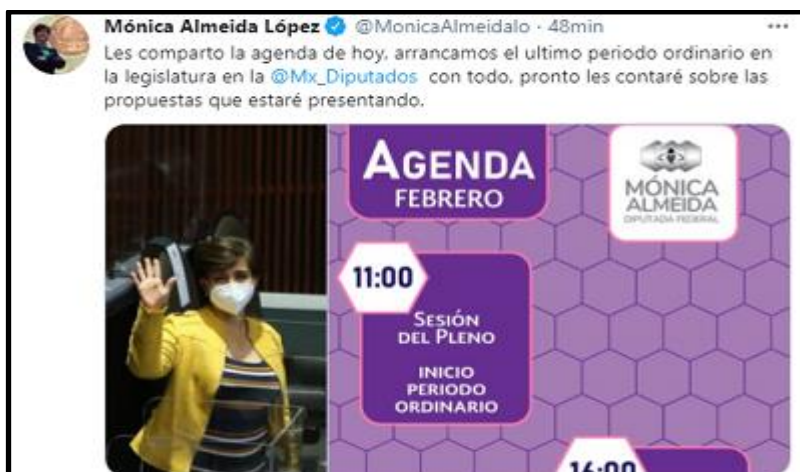 Mónica Almeida López @MonicaAlmeidalo · 48min
Les comparto la agenda de hoy, arrancamos el ultimo periodo ordinario en
la legislatura en la @Mx_Diputados con todo, pronto les contaré sobre las
propuestas que estaré presentando.
AGENDA
FEBRERO
MÓNICA
ALMEIDA
DIPUTADA FEDERAL
11:00
SESIÓN
DEL PLENO
INICIO
PERIODO
ORDINARIO
16:00